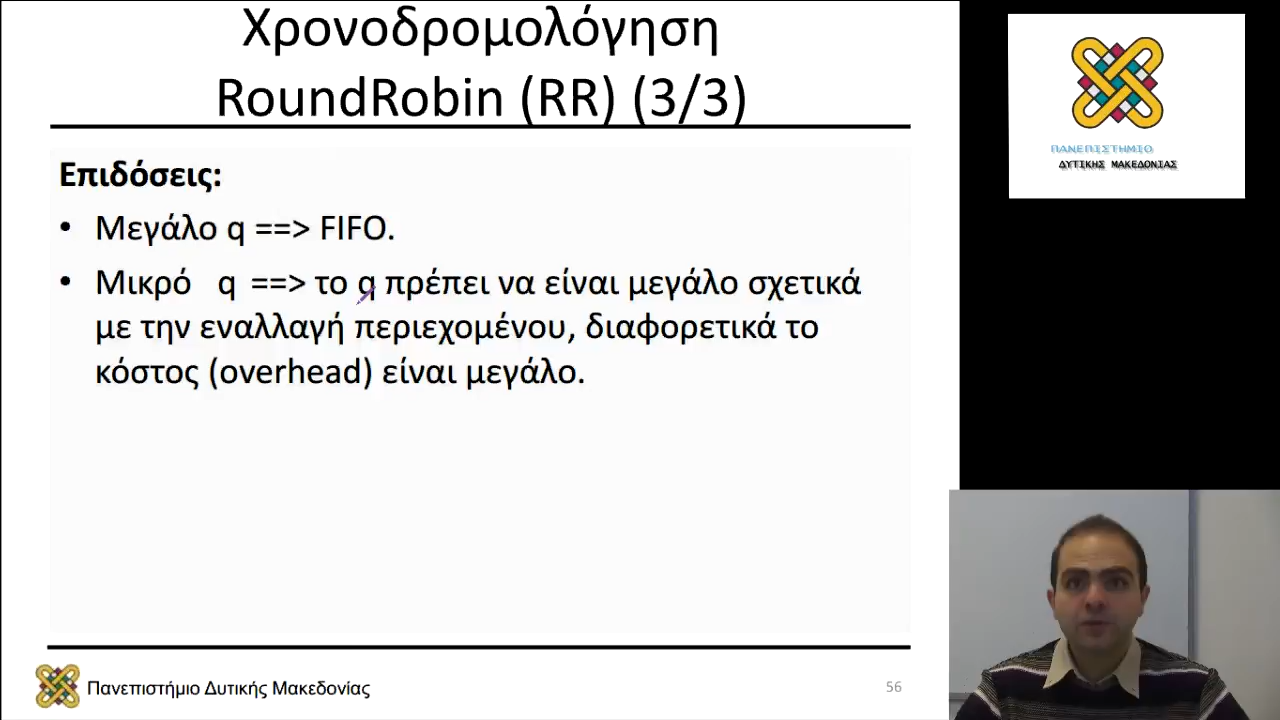 Χρονοδρομολόγηση
RoundRobin (RR) (3/3)
Επιδόσεις:
• Μεγάλο q ==> FIFO.
• Μικρό q ==> το q πρέπει να είναι μεγάλο σχετικά
με την εναλλαγή περιεχομένου, διαφορετικά το
κόστος (overhead) είναι μεγάλο.
Πανεπιστήμιο Δυτικής Μακεδονίας
56
ΠΑΝΕΠΙΣΤΗΜΙΟ
ΔΥΤΙΚΗΣ ΜΑΚΕΔΟΝΙΑΣ